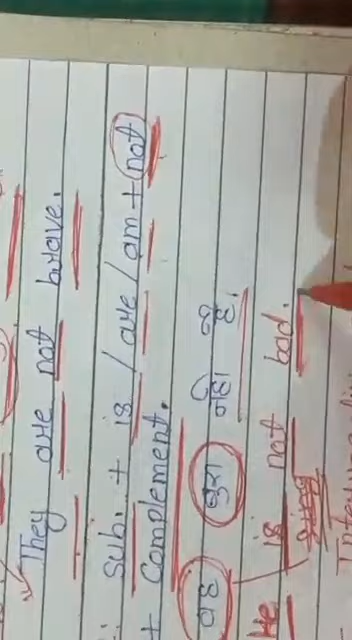 They are not brave.
Sub. + is / are / am + not
+ Complement.
वह बुरा नहीं है।
He is not bad.